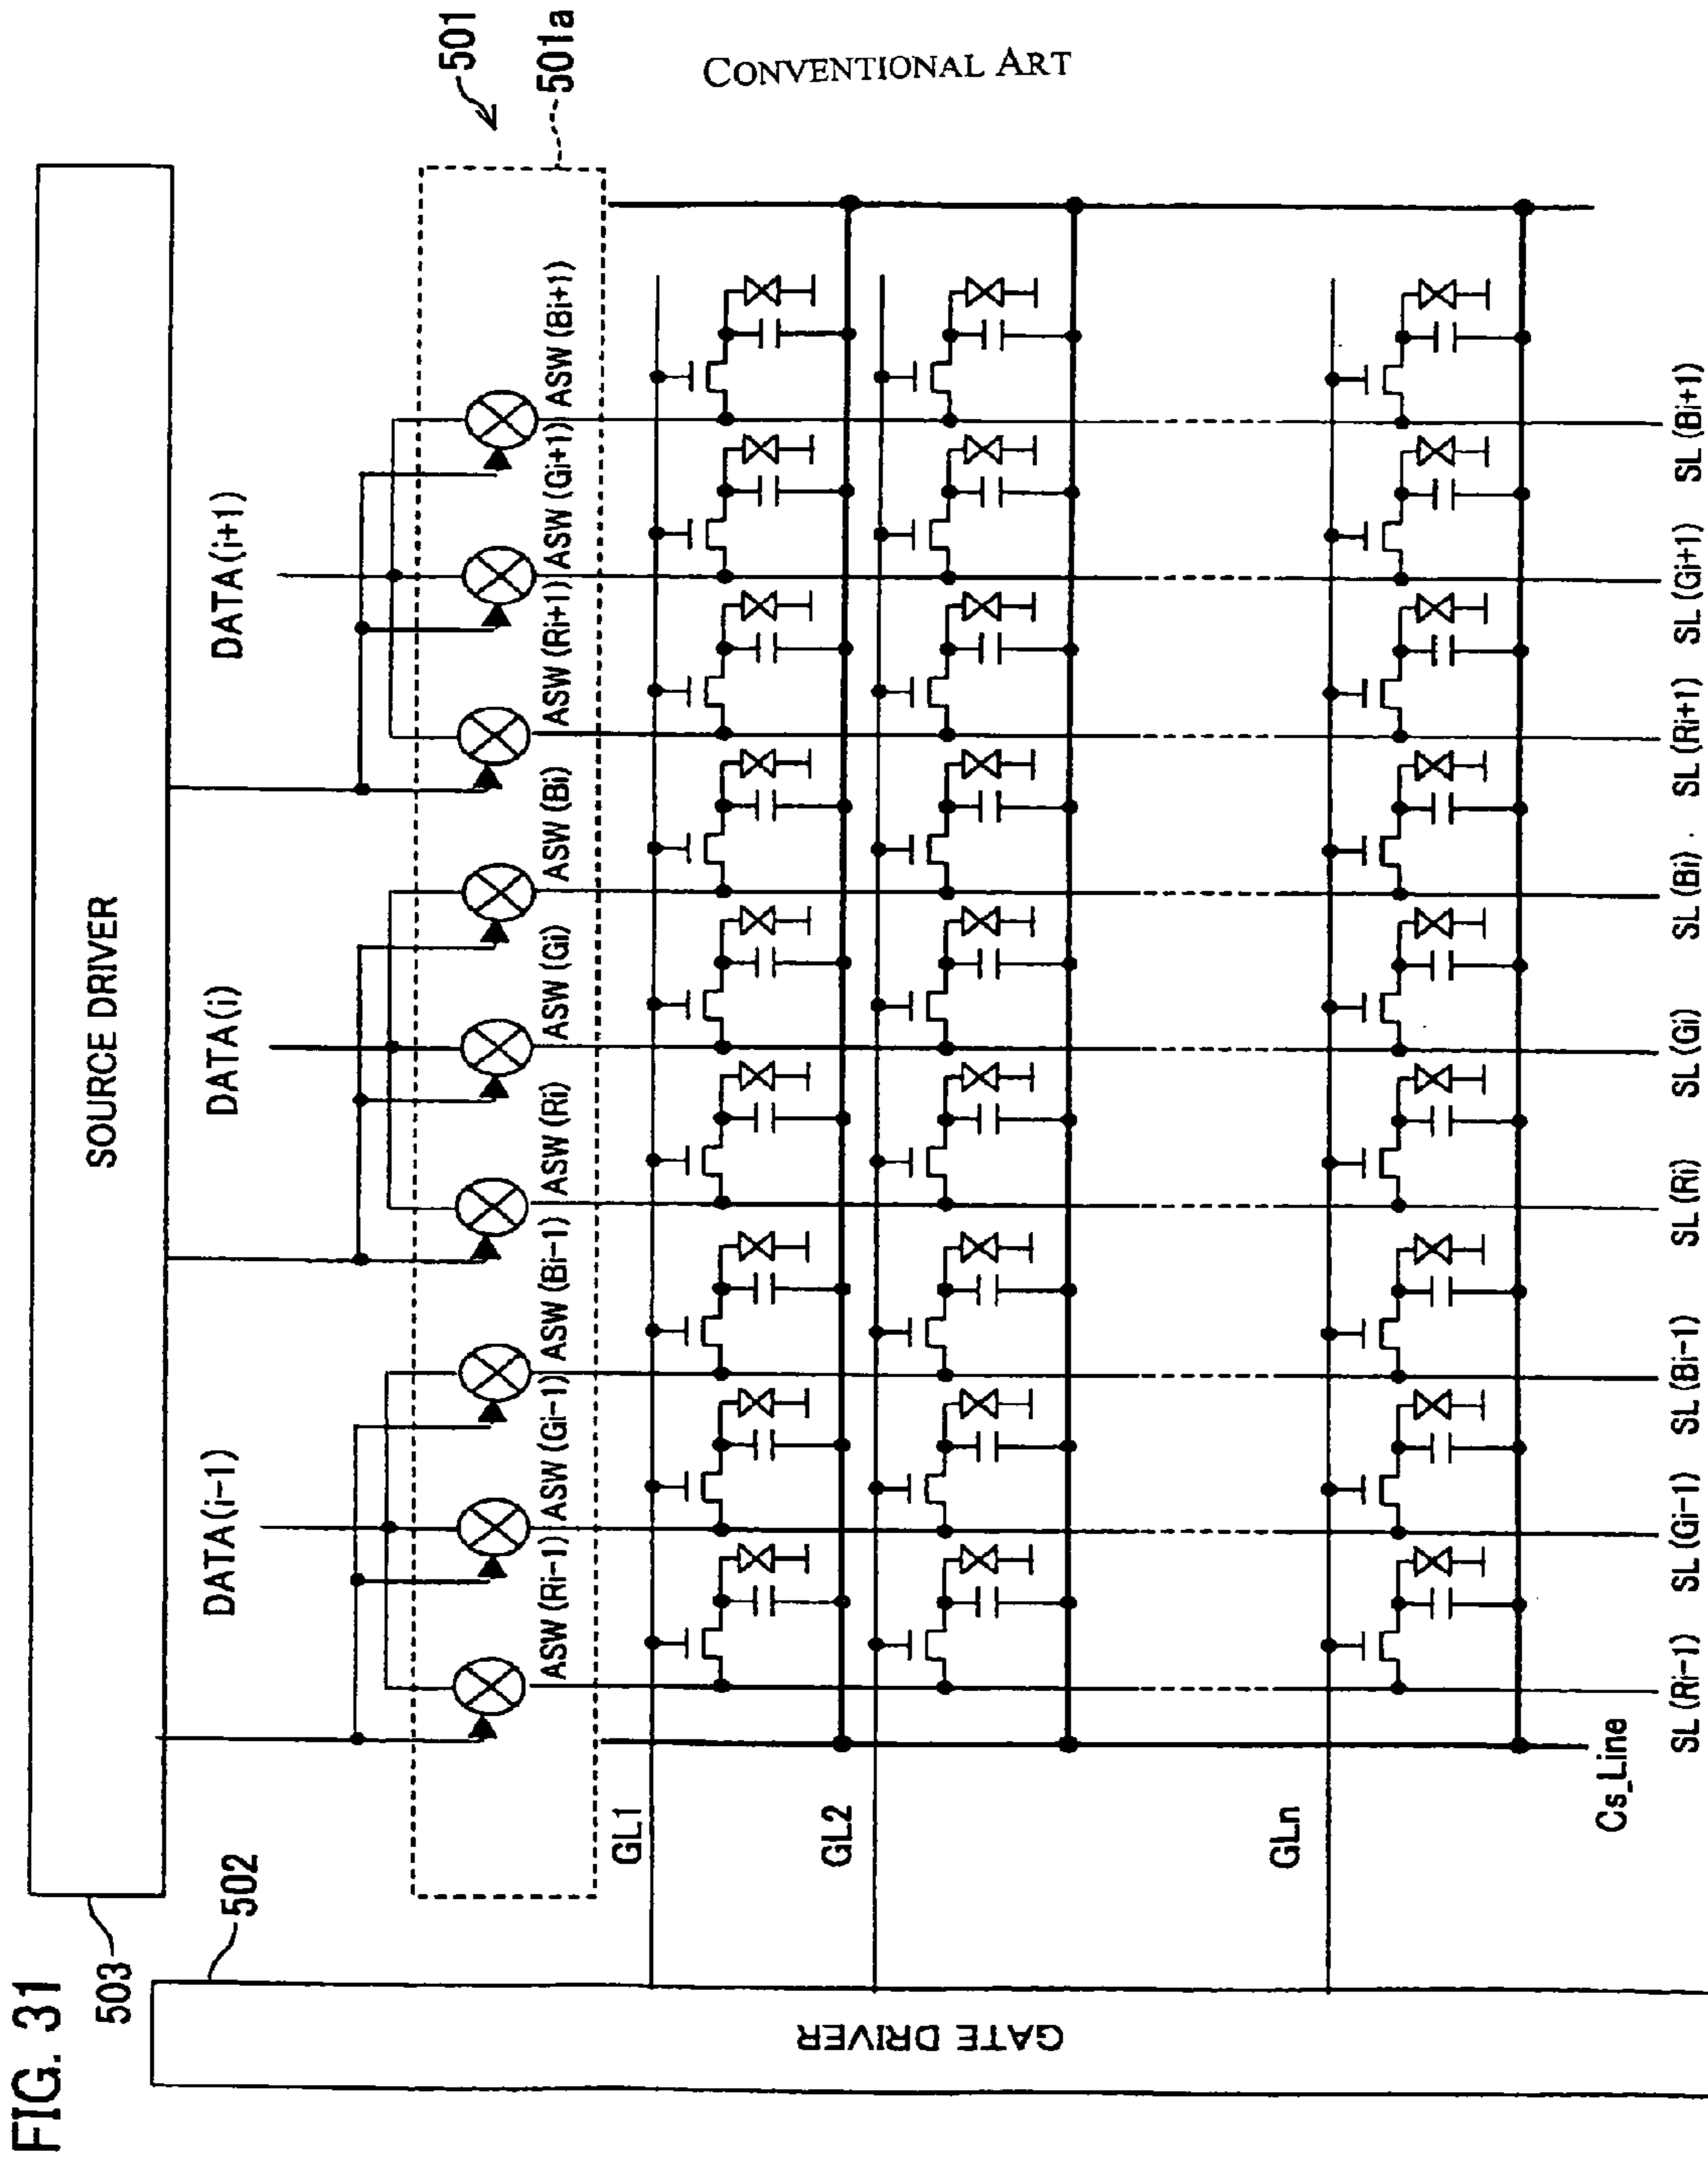 FIG. 31
CONVENTIONAL ART
503
SOURCE DRIVER
501
501a
502
DATA(i-1)
DATA(i)
DATA(i+1)
ASW (Ri-1)
ASW (Gi-1)
ASW (Bi-1)
ASW (Ri)
ASW (Gi)
ASW (Bi)
ASW (Ri+1)
ASW (Gi+1)
ASW (Bi+1)
GATE DRIVER
GL1
GL2
GLn
Cs_Line
SL (Ri-1)
SL (Gi-1)
SL (Bi-1)
SL (Ri)
SL (Gi)
SL (Bi)
SL (Ri+1)
SL (Gi+1)
SL (Bi+1)